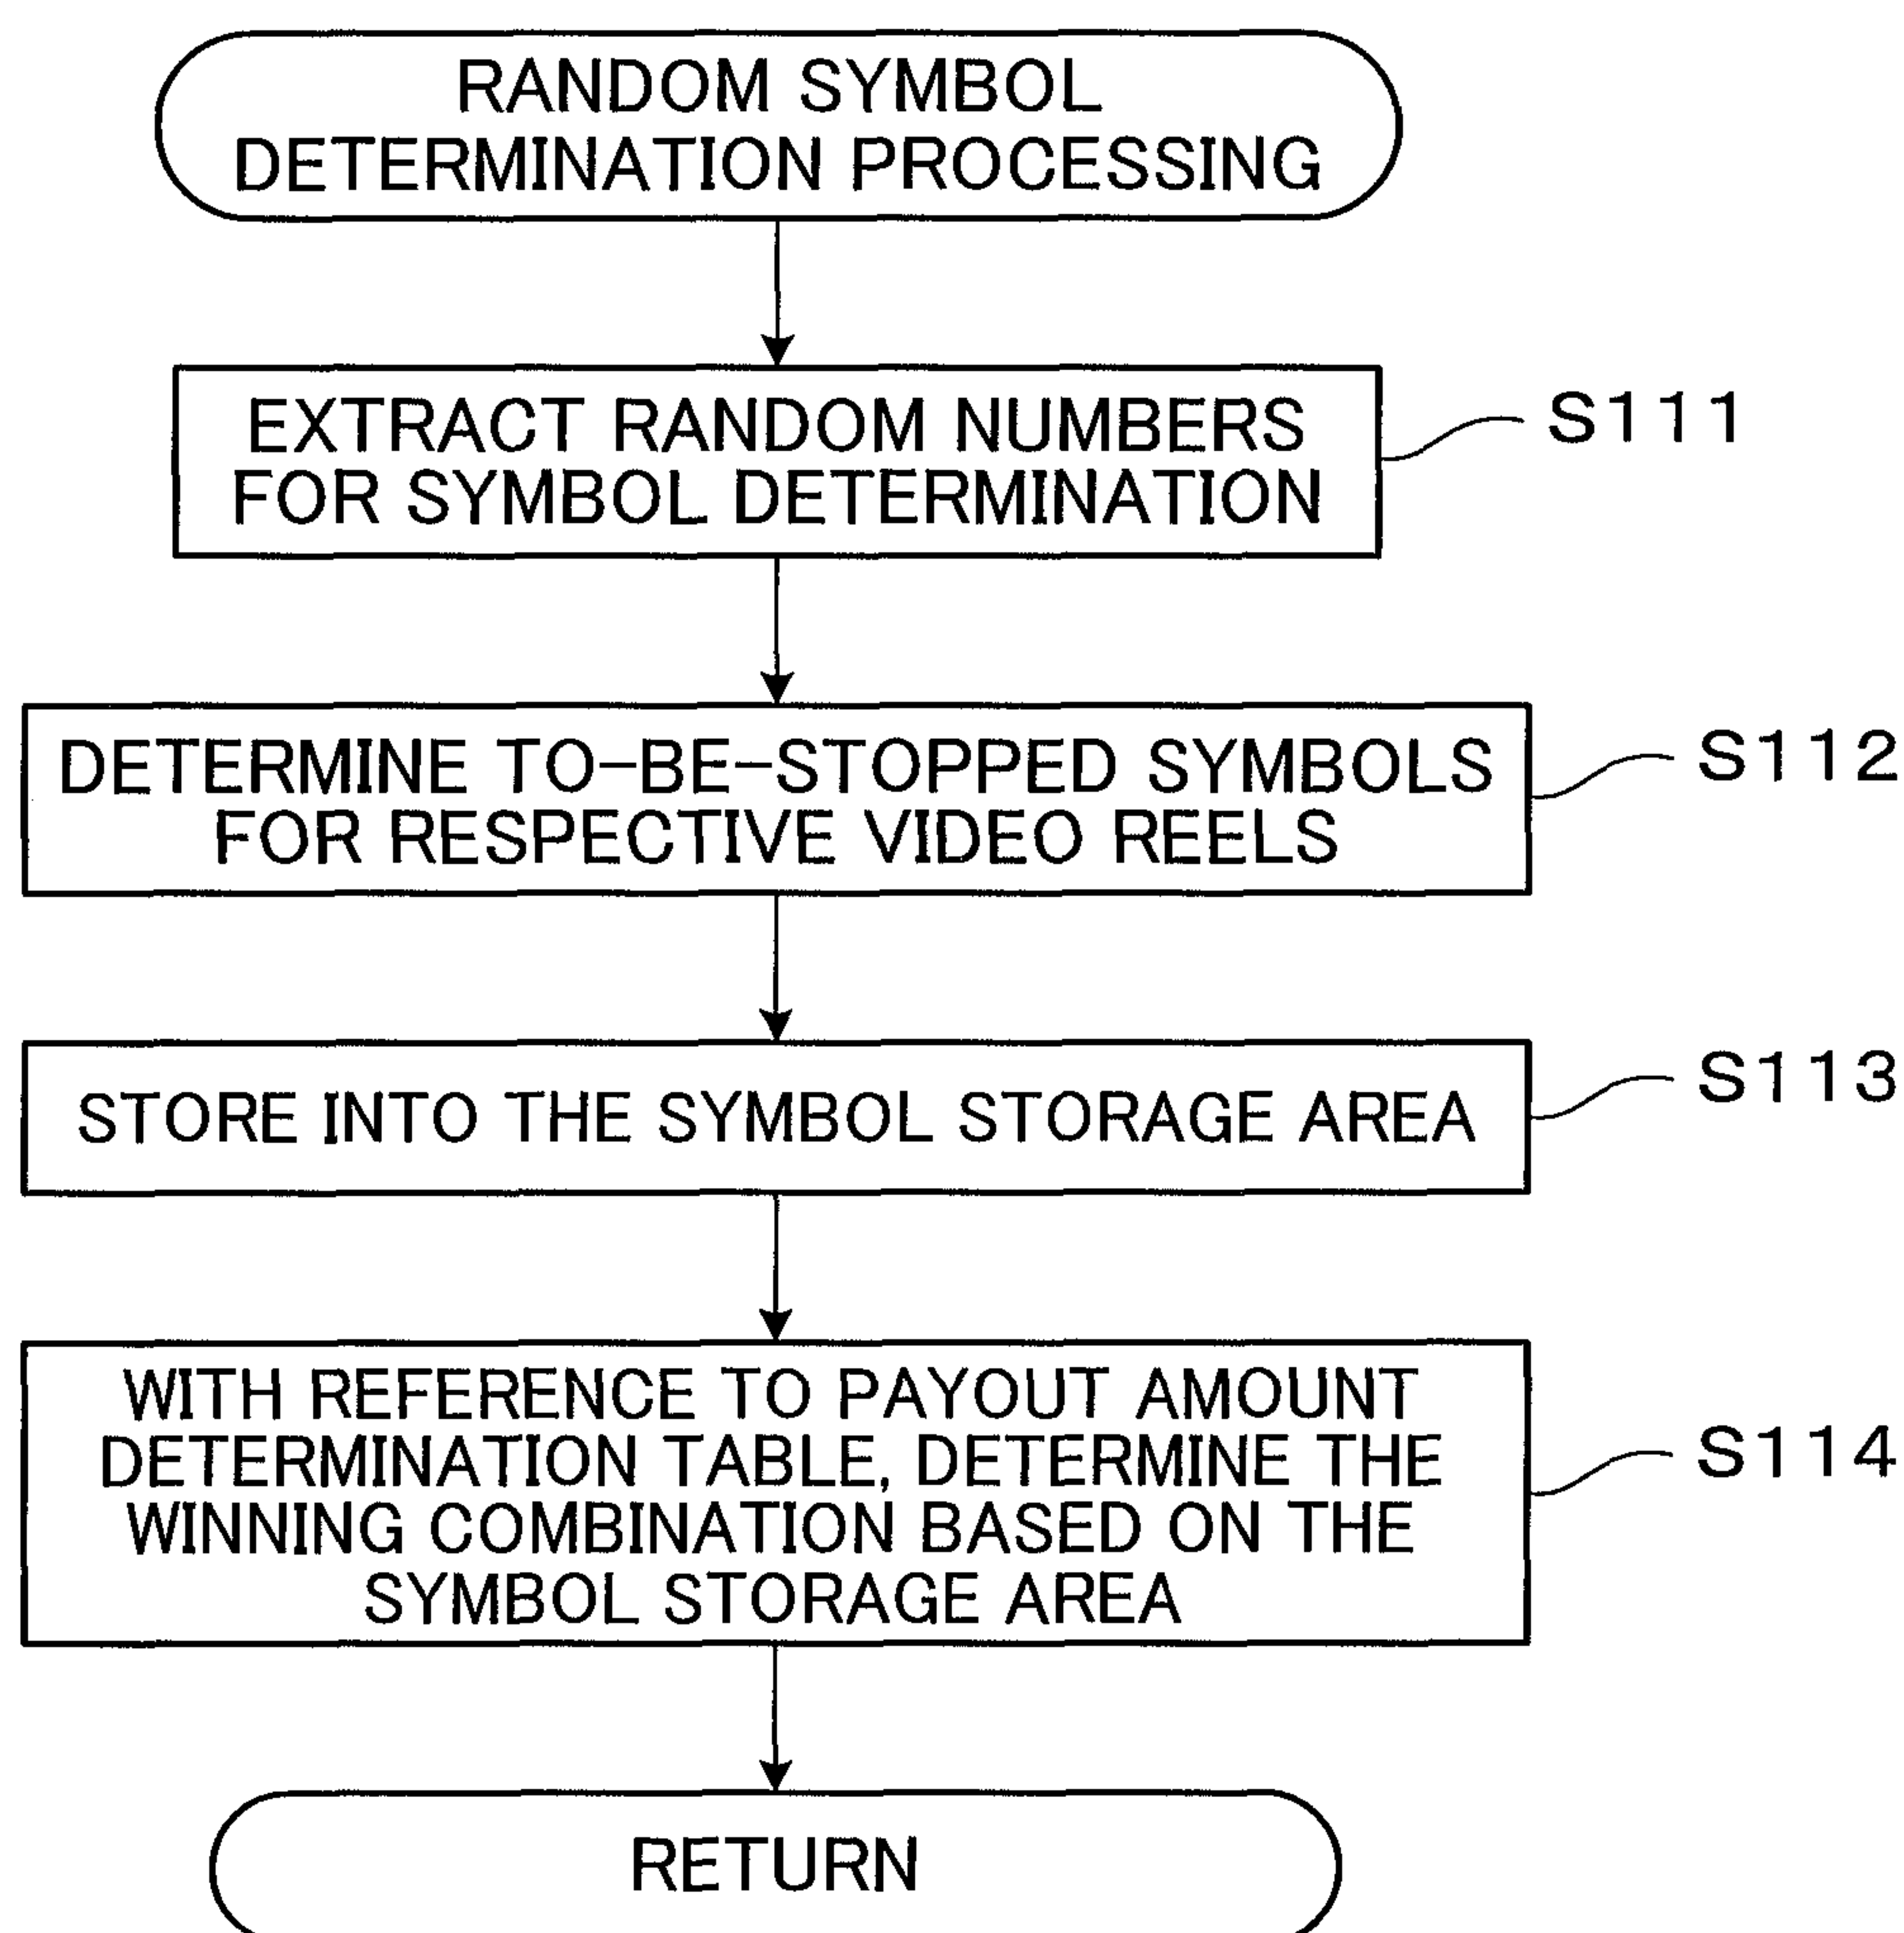 RANDOM SYMBOL
DETERMINATION PROCESSING
EXTRACT RANDOM NUMBERS
FOR SYMBOL DETERMINATION
S111
DETERMINE TO-BE-STOPPED SYMBOLS
FOR RESPECTIVE VIDEO REELS
S112
STORE INTO THE SYMBOL STORAGE AREA
S113
WITH REFERENCE TO PAYOUT AMOUNT
DETERMINATION TABLE, DETERMINE THE
WINNING COMBINATION BASED ON THE
SYMBOL STORAGE AREA
S114
RETURN